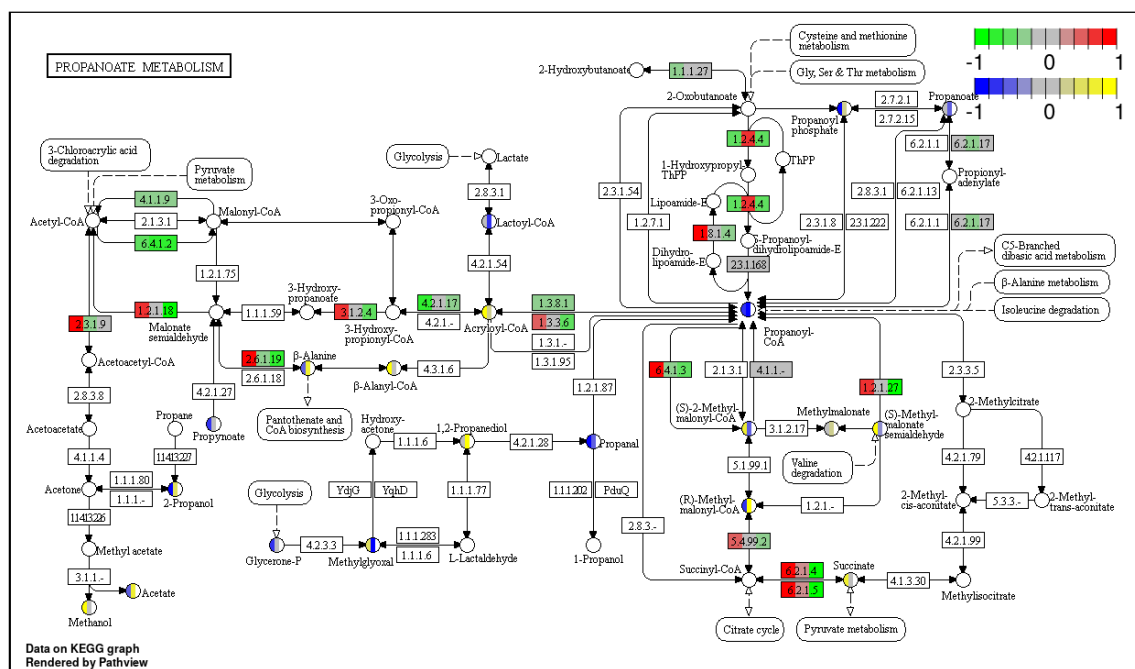 PROPANOATE METABOLISM
Cysteine and methionine
metabolism
Gly, Ser & Thr metabolism
-1 0 1
-1 0 1
2-Hydroxybutanoate
1.1.1.27
2-Oxobutanoate
Propanoyl
phosphate
2.7.2.1
2.7.2.15
Propanoate
3-Chloroacrylic acid
degradation
Pyruvate
metabolism
Glycolysis
Lactate
2.8.3.1
Lactoyl-CoA
4.2.1.54
1.2.4.4
1-Hydroxypropyl-
ThPP
ThPP
Lipoamide-E
1.2.4.4
1.8.1.4
Dihydro-
lipoamide-E
S-Propanoyl-
dihydrolipoamide-E
2.3.1.168
2.3.1.54
1.2.7.1
2.3.1.8
2.3.1.222
2.8.3.1
6.2.1.13
6.2.1.1
6.2.1.17
Propionyl-
adenylate
6.2.1.1
6.2.1.17
C5-Branched
dibasic acid metabolism
β-Alanine metabolism
Isoleucine degradation
Acetyl-CoA
4.1.1.9
2.1.3.1
6.4.1.2
Malonyl-CoA
3-Oxo-
propionyl-CoA
1.2.1.75
1.2.1.18
Malonate
semialdehyde
1.1.1.59
3-Hydroxy-
propanoate
3.1.2.4
3-Hydroxy-
propionyl-CoA
4.2.1.17
4.2.1.-
Acryloyl-CoA
1.3.8.1
1.3.3.6
1.3.1.-
1.3.1.95
Propanoyl-
CoA
2.3.1.9
Acetoacetyl-CoA
2.8.3.8
Acetoacetate
4.1.1.4
Acetone
2.6.1.19
2.6.1.18
β-Alanine
β-Alanyl-CoA
4.3.1.6
Pantothenate and
CoA biosynthesis
4.2.1.27
Propynoate
Propane
1.14.13.227
1.1.1.80
1.1.1.-
2-Propanol
1.14.13.226
Methyl acetate
3.1.1.-
Acetate
Methanol
Hydroxy-
acetone
1.1.1.6
1,2-Propanediol
4.2.1.28
Propanal
1.2.1.87
YdjG
YqhD
1.1.1.77
1.1.1.202
PduQ
Glycolysis
Glycerone-P
4.2.3.3
Methylglyoxal
1.1.1.283
1.1.1.6
L-Lactaldehyde
1-Propanol
6.4.1.3
2.1.3.1
4.1.1.-
1.2.1.27
2.3.3.5
(S)-2-Methyl-
malonyl-CoA
3.1.2.17
Methylmalonate
(S)-Methyl-
malonate
semialdehyde
Valine
degradation
5.1.99.1
(R)-Methyl-
malonyl-CoA
1.2.1.-
2.8.3.-
5.4.99.2
Succinyl-CoA
6.2.1.4
6.2.1.5
Succinate
4.1.3.30
Methylisocitrate
Citrate cycle
Pyruvate metabolism
2-Methylcitrate
4.2.1.79
4.2.1.117
2-Methyl-
cis-aconitate
5.3.3.-
2-Methyl-
trans-aconitate
4.2.1.99
Data on KEGG graph
Rendered by Pathview